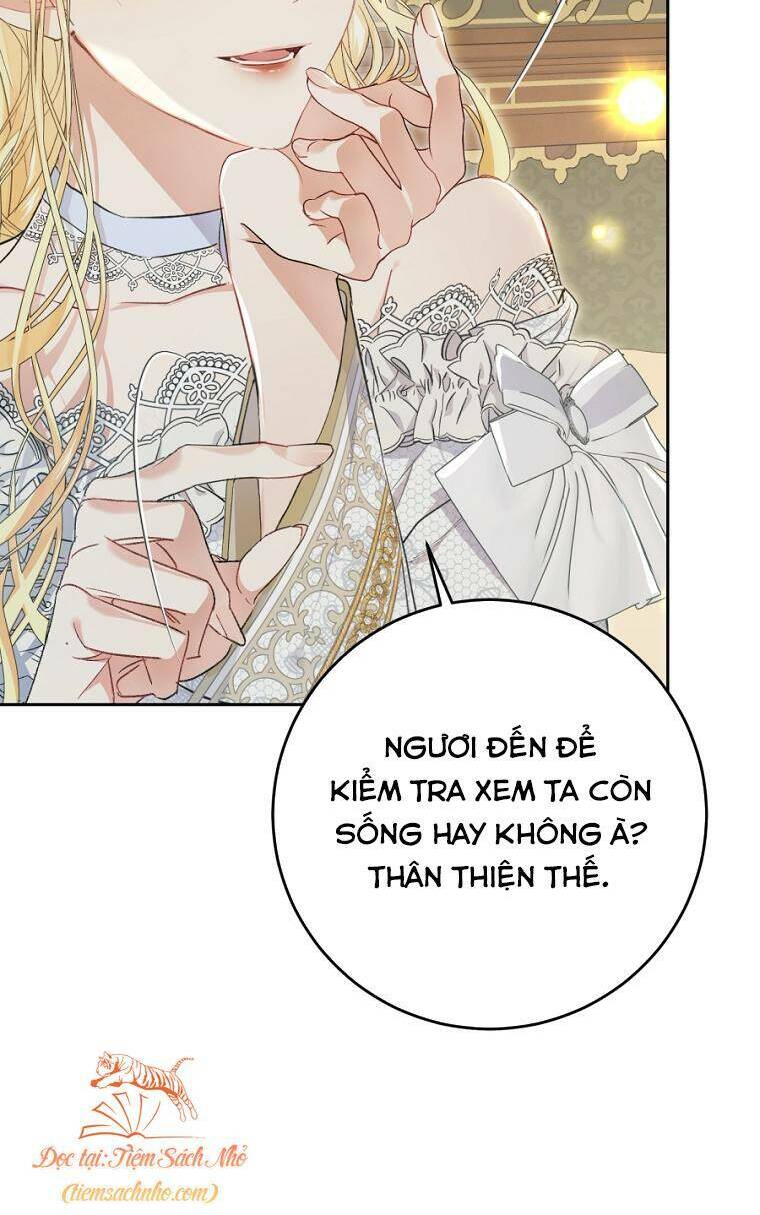 NGƯƠI ĐẾN ĐỂ
KIỂM TRA XEM TA CÒN
SỐNG HAY KHÔNG À?
THÂN THIỆN THẾ.
Đọc tại: Tiệm Sách Nhỏ
(tiemsachnho.com)